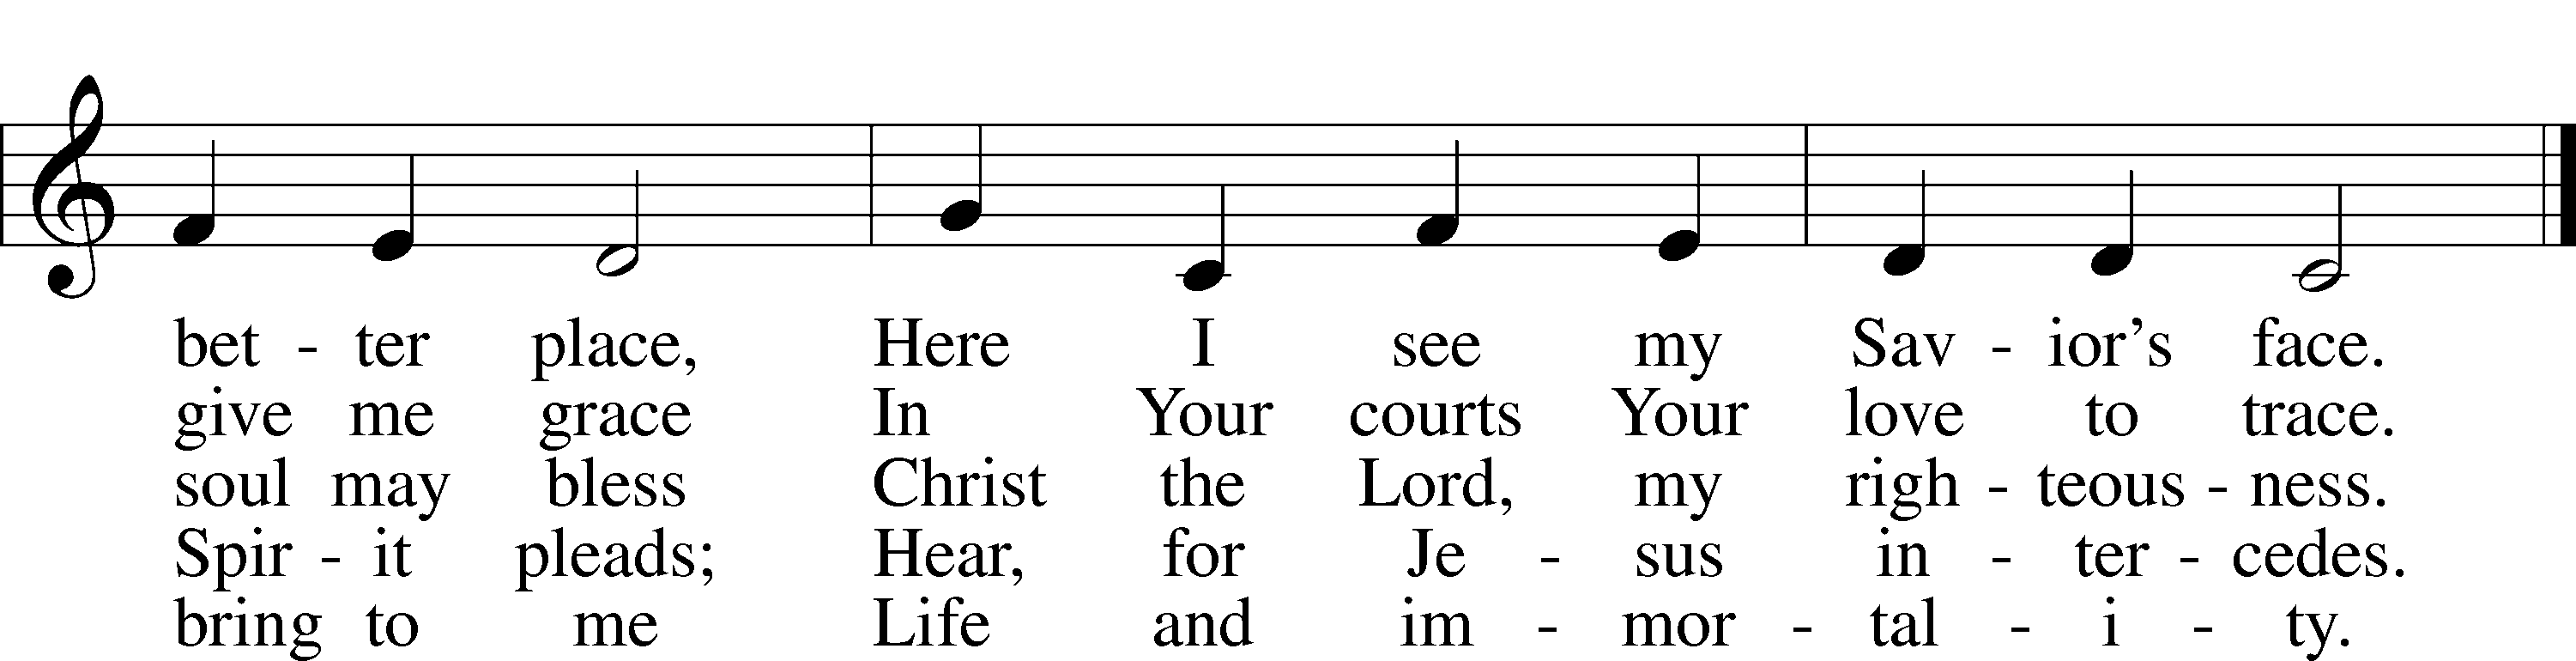 bet - ter place, Here I see my Sav - ior’s face.
give me grace In Your courts Your love to trace.
soul may bless Christ the Lord, my righ - teous - ness.
Spir - it pleads; Hear, for Je - sus in - ter - cedes.
bring to me Life and im - mor - tal - i - ty.